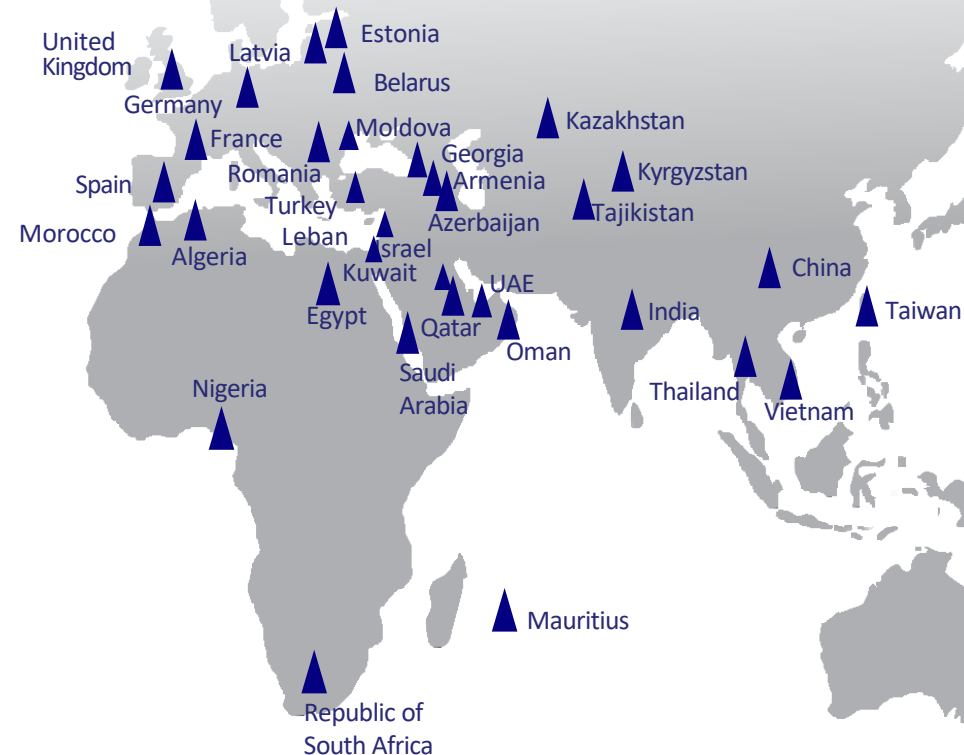 Estonia
United
Kingdom
Latvia
Belarus
Germany
Kazakhstan
Moldova
France
Georgia
Romania
Kyrgyzstan
Armenia
Spain
Turkey
Tajikistan
Azerbaijan
Morocco
Leban
Israel
Algeria
Kuwait
China
UAE
Egypt
India
Taiwan
Qatar
Oman
Saudi
Arabia
Thailand
Nigeria
Vietnam
Mauritius
Republic of
South Africa